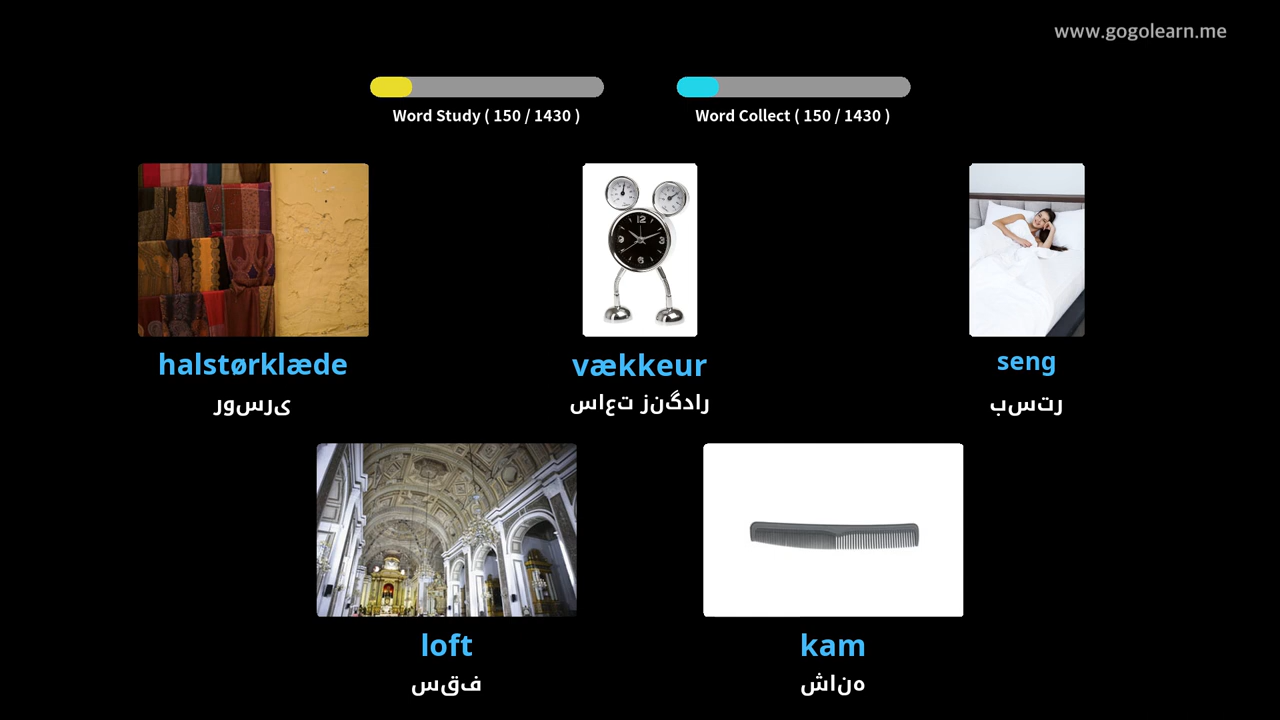 www.gogolearn.me
Word Study ( 150 / 1430 )
Word Collect ( 150 / 1430 )
halstørklæde
vækkeur
seng
روسری
ساعت زنگدار
بستر
loft
kam
سقف
شانه